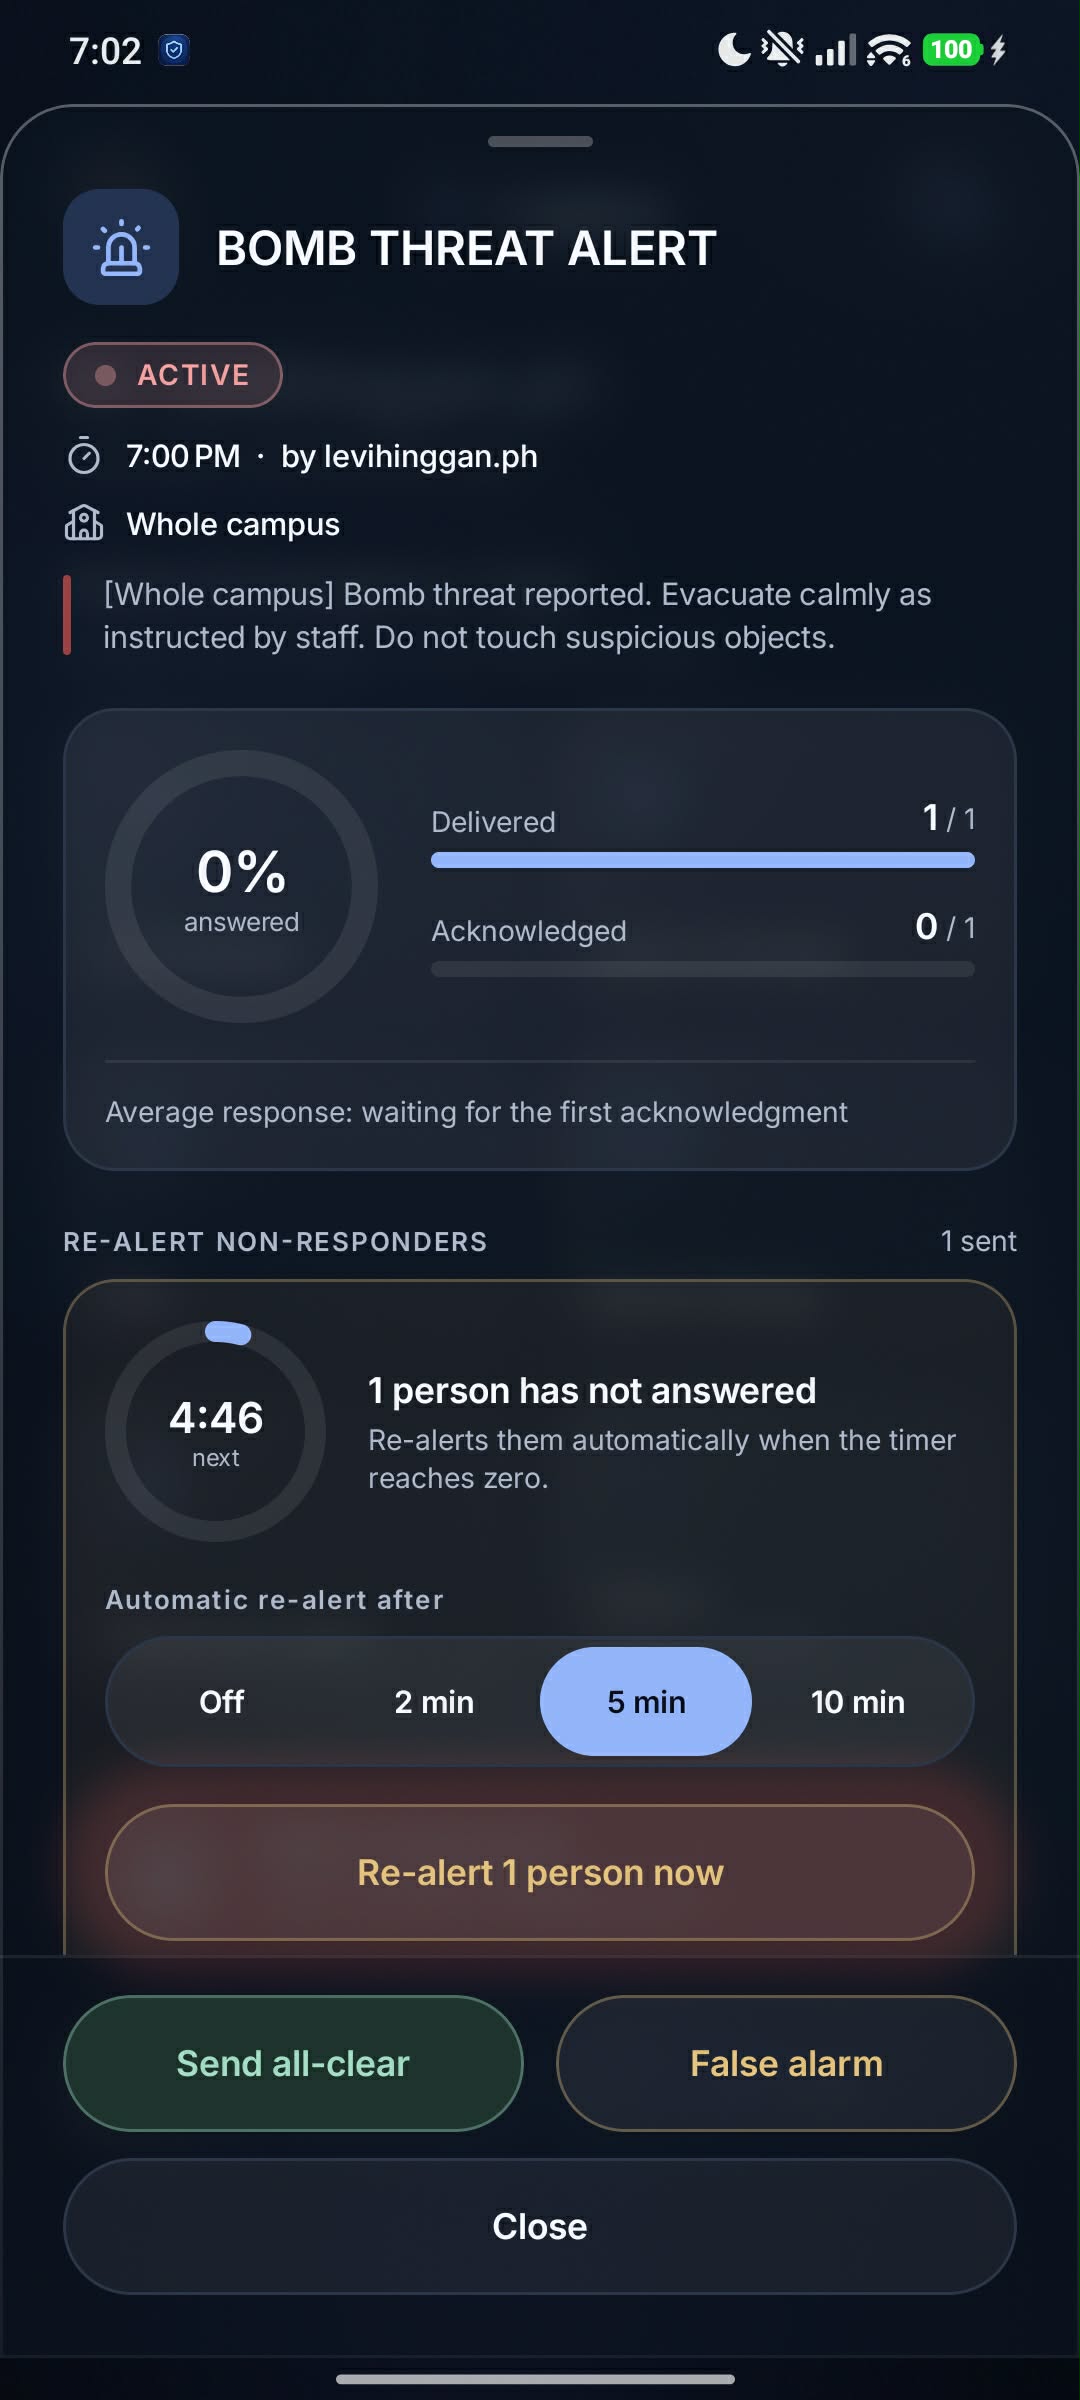 7:02
6
100
BOMB THREAT ALERT
ACTIVE
7:00 PM · by levihinggan.ph
Whole campus
[Whole campus] Bomb threat reported. Evacuate calmly as
instructed by staff. Do not touch suspicious objects.
0%
answered
Delivered 1 / 1
Acknowledged 0 / 1
Average response: waiting for the first acknowledgment
RE-ALERT NON-RESPONDERS 1 sent
4:46
next
1 person has not answered
Re-alerts them automatically when the timer
reaches zero.
Automatic re-alert after
Off 2 min 5 min 10 min
Re-alert 1 person now
Send all-clear False alarm
Close